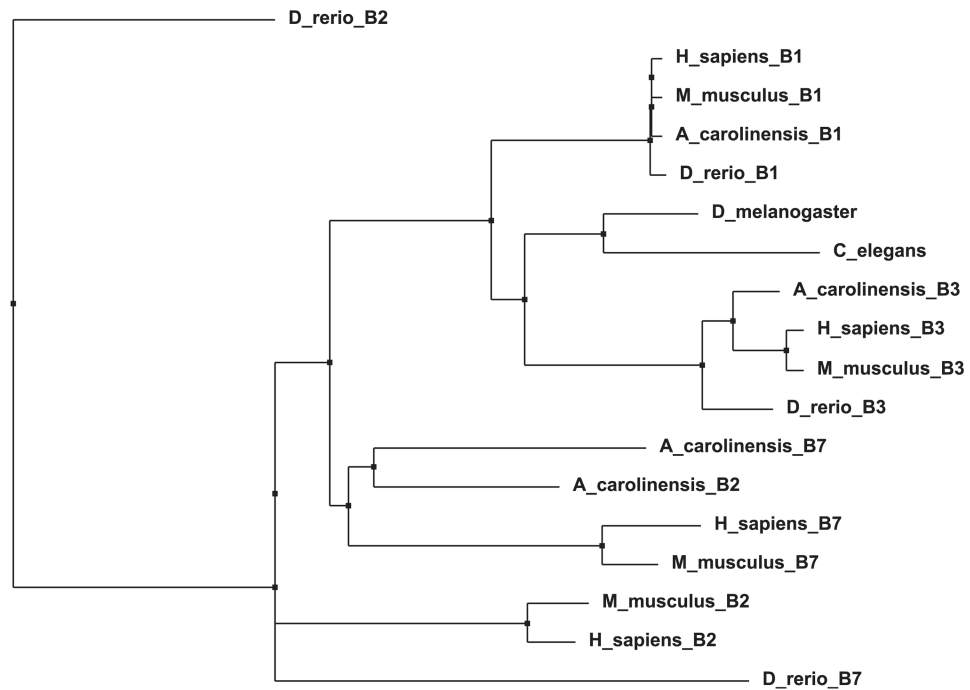 D_rerio_B2
H_sapiens_B1
M_musculus_B1
A_carolinensis_B1
D_rerio_B1
D_melanogaster
C_elegans
A_carolinensis_B3
H_sapiens_B3
M_musculus_B3
D_rerio_B3
A_carolinensis_B7
A_carolinensis_B2
H_sapiens_B7
M_musculus_B7
M_musculus_B2
H_sapiens_B2
D_rerio_B7